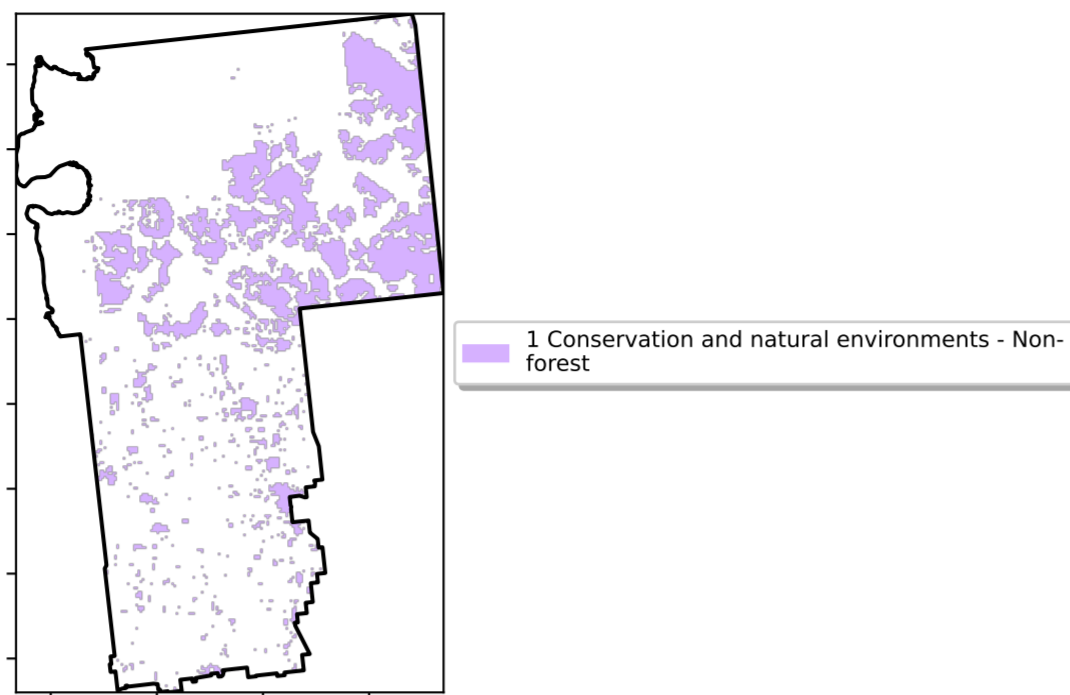 1 Conservation and natural environments - Non-
forest